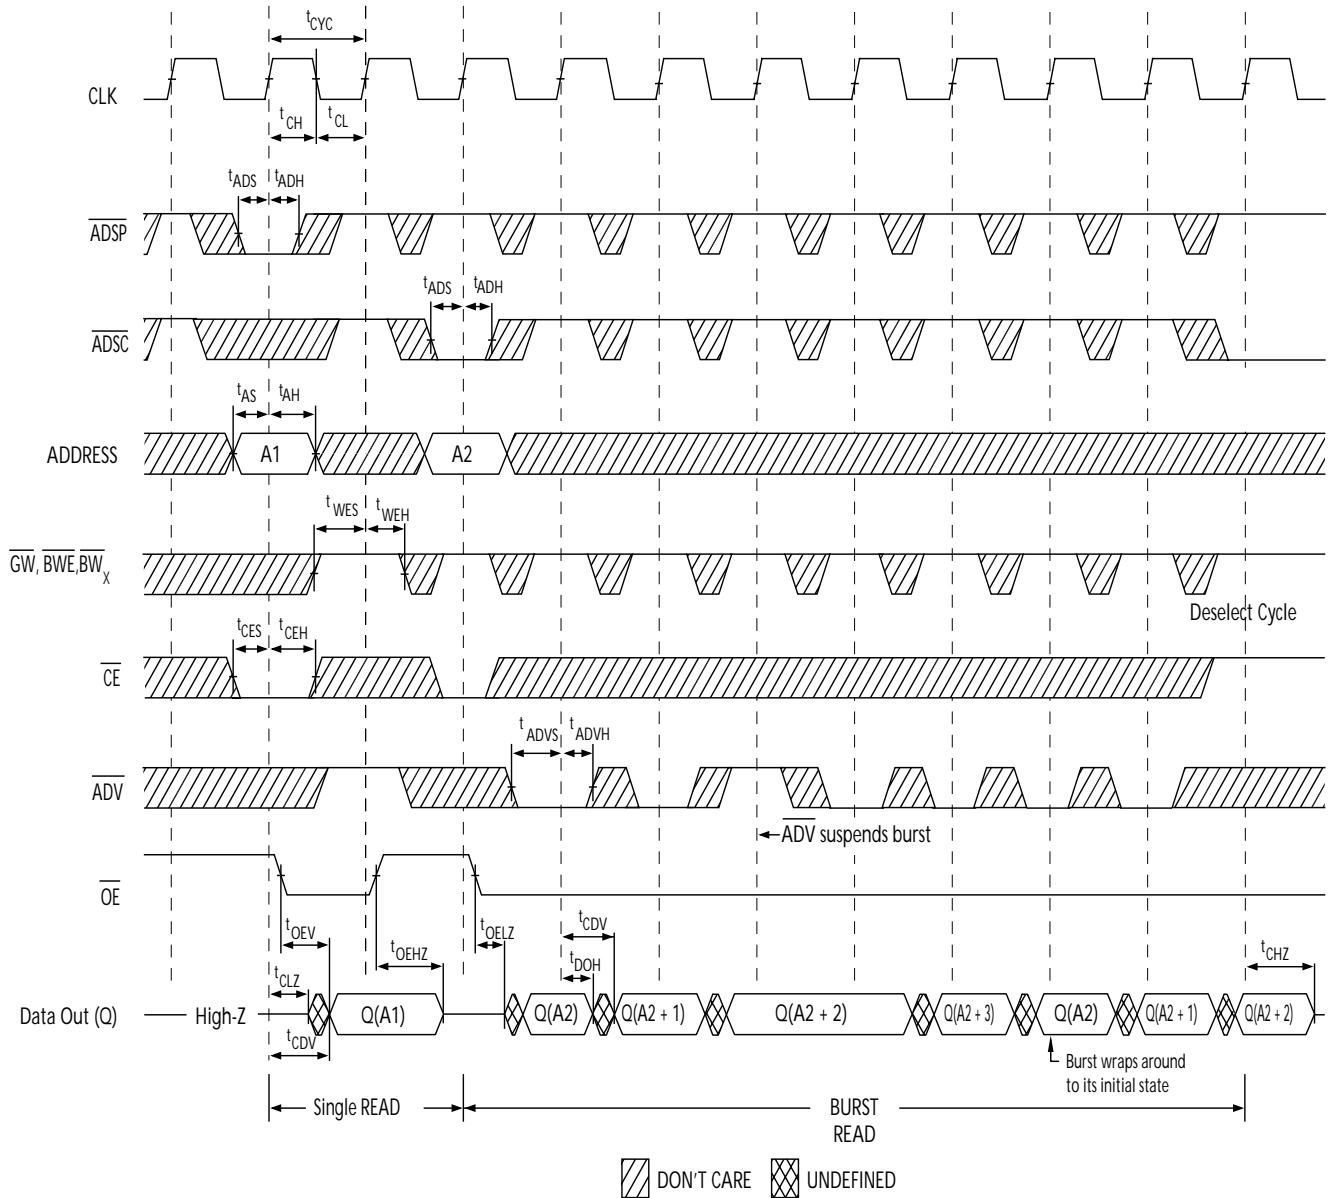 tCYC
CLK
tCH tCL
tADS tADH
ADSP
tADS tADH
ADSC
tAS tAH
ADDRESS A1 A2
tWES tWEH
GW, BWE,BWX
Deselect Cycle
tCES tCEH
CE
tADVS tADVH
ADV
ADV suspends burst
OE
tOEV tOEHZ tOELZ tCDV
tCLZ tDOH tCHZ
Data Out (Q) High-Z Q(A1) Q(A2) Q(A2 + 1) Q(A2 + 2) Q(A2 + 3) Q(A2) Q(A2 + 1) Q(A2 + 2)
tCDV
Burst wraps around
to its initial state
Single READ BURST
READ
DON'T CARE UNDEFINED